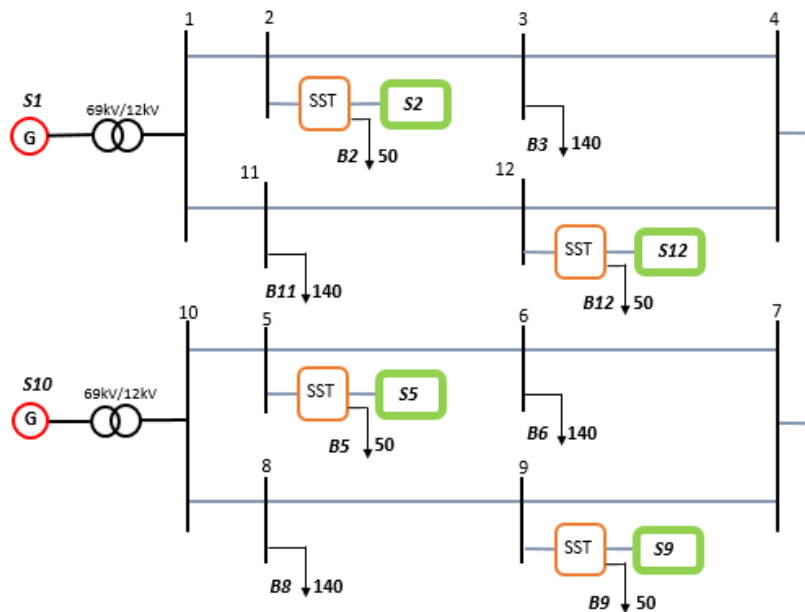 1 2 3 4
S1 69kV/12kV SST S2
G
B2 50 B3 140
11 12
SST S12
B11 140 B12 50
10 5 6 7
S10 69kV/12kV SST S5
G
B5 50 B6 140
8 9
SST S9
B8 140 B9 50